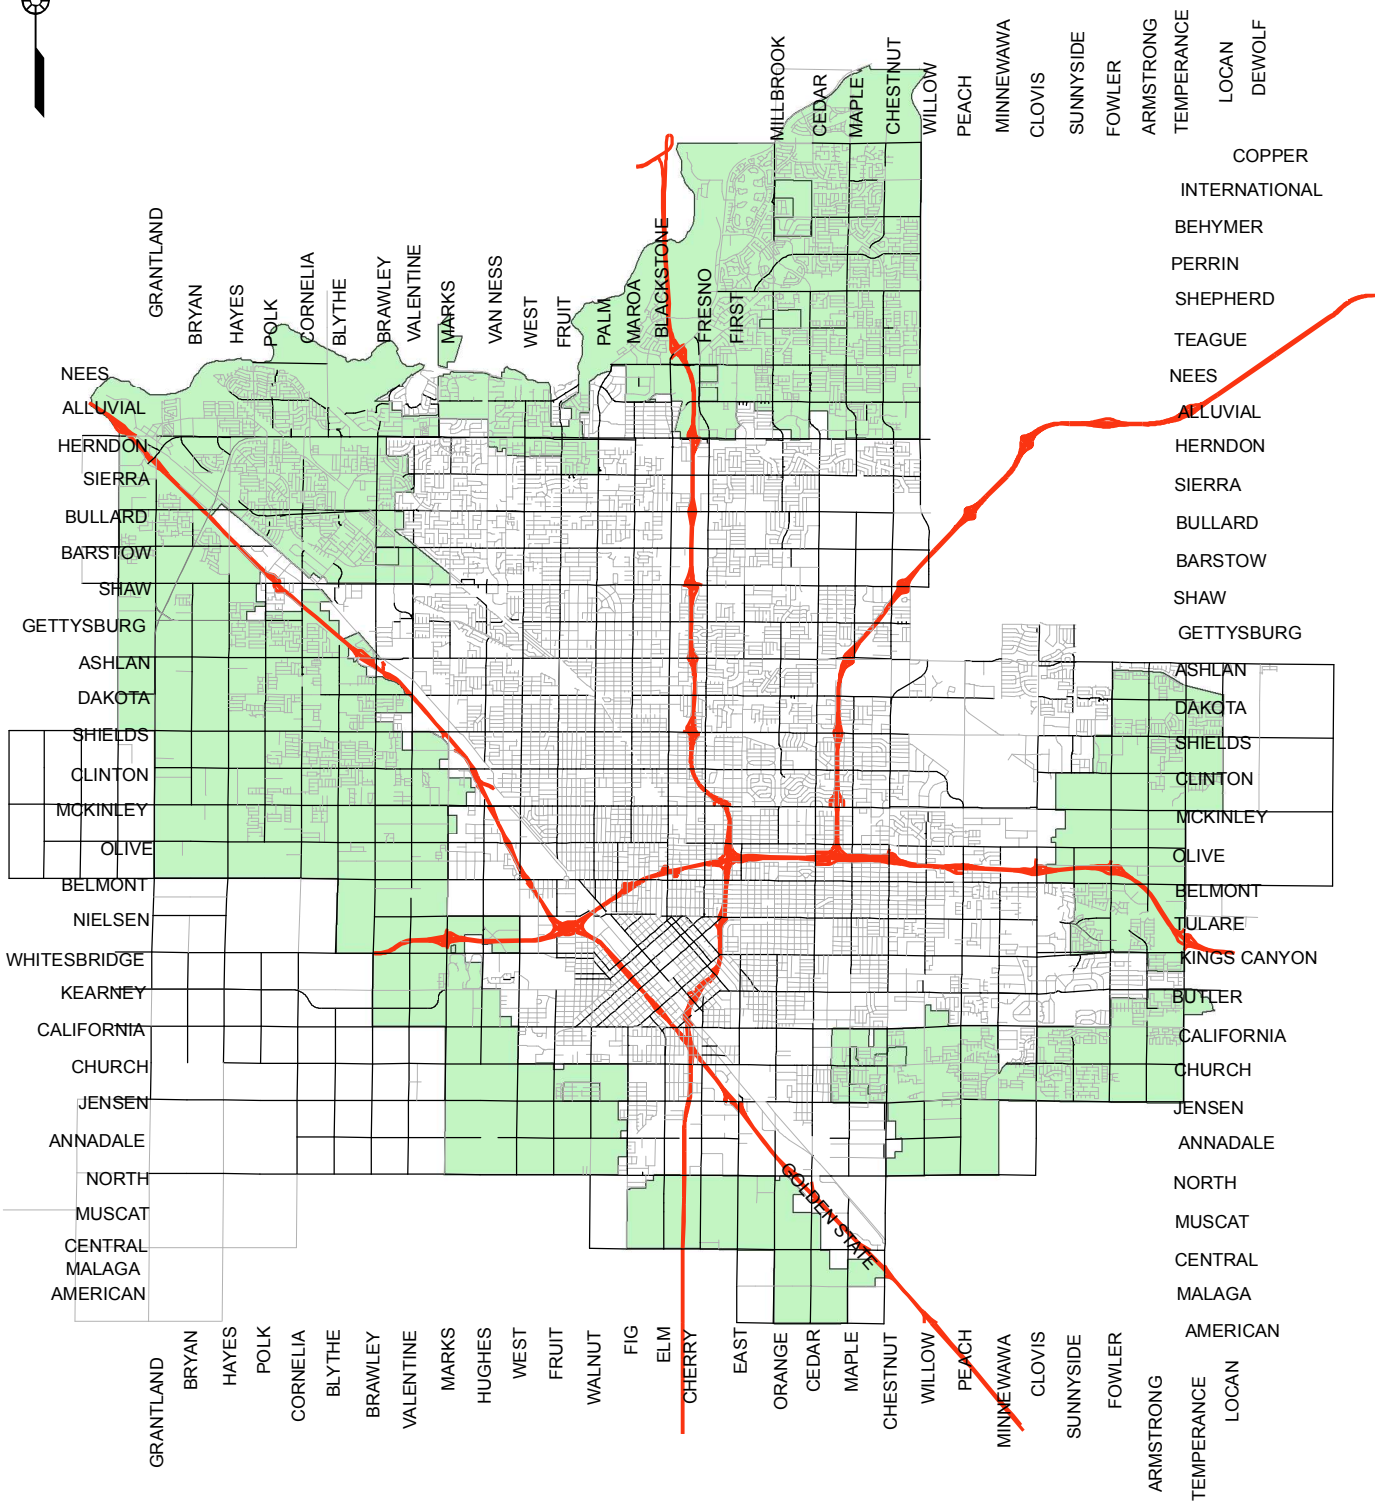 MILLBROOK
CEDAR
MAPLE
CHESTNUT
WILLOW
PEACH
MINNEWAWA
CLOVIS
SUNNYSIDE
FOWLER
ARMSTRONG
TEMPERANCE
LOCAN
DEWOLF
GRANTLAND
BRYAN
HAYES
POLK
CORNELIA
BLYTHE
BRAWLEY
VALENTINE
MARKS
VAN NESS
WEST
FRUIT
PALM
MAROA
BLACKSTONE
FRESNO
FIRST
COPPER
INTERNATIONAL
BEHYMER
PERRIN
SHEPHERD
TEAGUE
NEES
ALLUVIAL
HERNDON
SIERRA
BULLARD
BARSTOW
SHAW
GETTYSBURG
ASHLAN
DAKOTA
SHIELDS
CLINTON
MCKINLEY
OLIVE
BELMONT
TULARE
KINGS CANYON
BUTLER
CALIFORNIA
CHURCH
JENSEN
ANNADALE
NORTH
MUSCAT
CENTRAL
MALAGA
AMERICAN
NEES
ALLUVIAL
HERNDON
SIERRA
BULLARD
BARSTOW
SHAW
GETTYSBURG
ASHLAN
DAKOTA
SHIELDS
CLINTON
MCKINLEY
OLIVE
BELMONT
NIELSEN
WHITESBRIDGE
KEARNEY
CALIFORNIA
CHURCH
JENSEN
ANNADALE
NORTH
MUSCAT
CENTRAL
MALAGA
AMERICAN
GOLDEN STATE
GRANTLAND
BRYAN
HAYES
POLK
CORNELIA
BLYTHE
BRAWLEY
VALENTINE
MARKS
HUGHES
WEST
FRUIT
WALNUT
FIG
ELM
CHERRY
EAST
ORANGE
CEDAR
MAPLE
CHESTNUT
WILLOW
PEACH
MINNEWAWA
CLOVIS
SUNNYSIDE
FOWLER
ARMSTRONG
TEMPERANCE
LOCAN